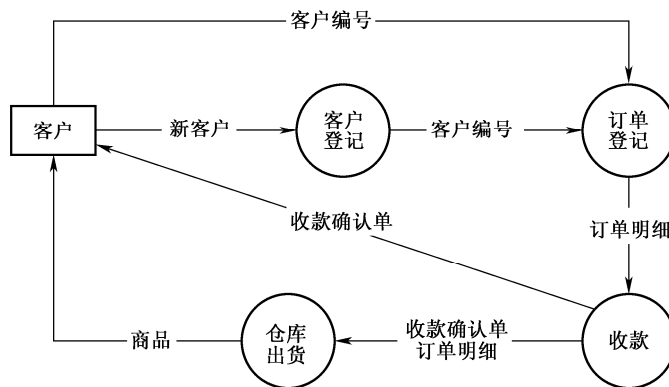 客户编号
客户
新客户
客户
登记
客户编号
订单
登记
收款确认单
订单明细
商品
仓库
出货
收款确认单
订单明细
收款